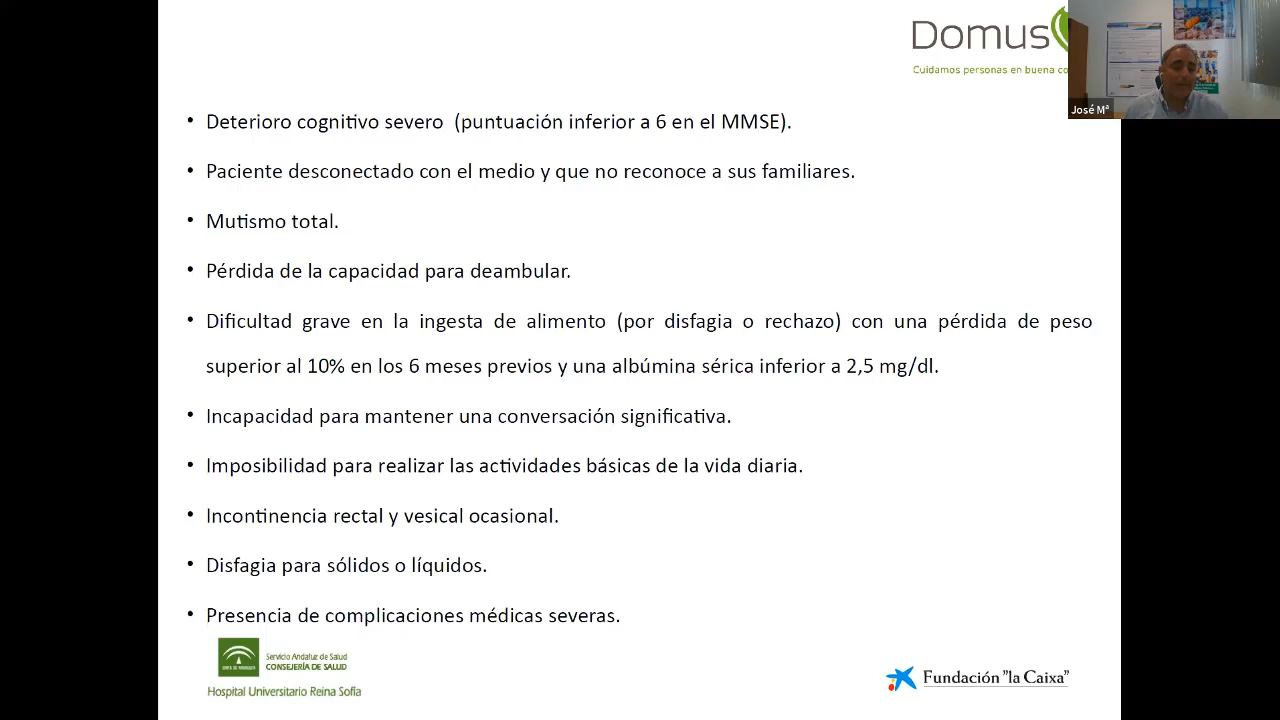 Domus
Cuidamos personas en buena co
José Mª
• Deterioro cognitivo severo (puntuación inferior a 6 en el MMSE).
• Paciente desconectado con el medio y que no reconoce a sus familiares.
• Mutismo total.
• Pérdida de la capacidad para deambular.
• Dificultad grave en la ingesta de alimento (por disfagia o rechazo) con una pérdida de peso
superior al 10% en los 6 meses previos y una albúmina sérica inferior a 2,5 mg/dl.
• Incapacidad para mantener una conversación significativa.
• Imposibilidad para realizar las actividades básicas de la vida diaria.
• Incontinencia rectal y vesical ocasional.
• Disfagia para sólidos o líquidos.
• Presencia de complicaciones médicas severas.
Servicio Andaluz de Salud
CONSEJERÍA DE SALUD
Hospital Universitario Reina Sofía
Fundación "la Caixa"